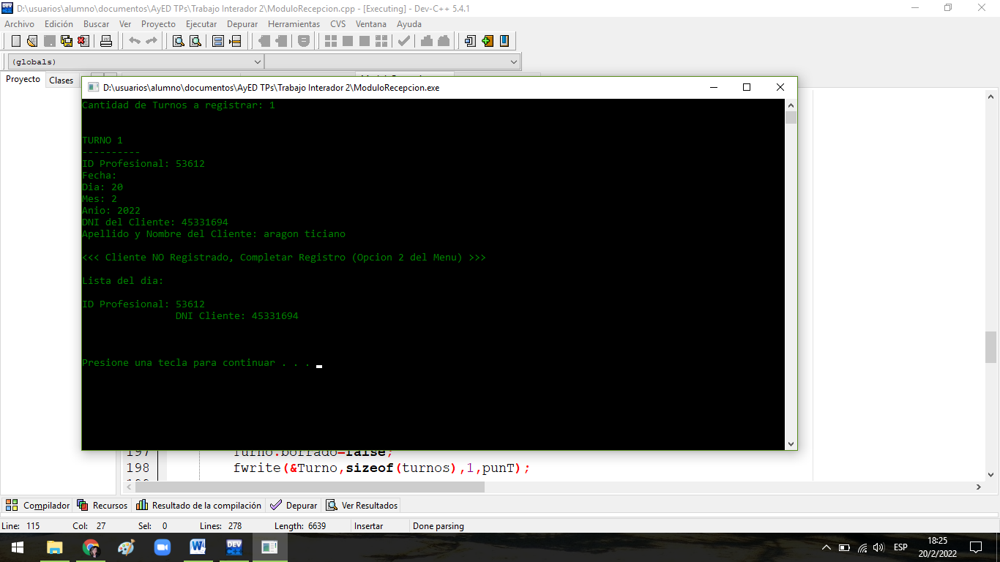 D:\usuarios\alumno\documentos\AyED TPs\Trabajo Interador 2\ModuloRecepcion.cpp - [Executing] - Dev-C++ 5.4.1
Archivo Edición Buscar Ver Proyecto Ejecutar Depurar Herramientas CVS Ventana Ayuda
(globals)
Proyecto Clases
D:\usuarios\alumno\documentos\AyED TPs\Trabajo Interador 2\ModuloRecepcion.exe
Cantidad de Turnos a registrar: 1
TURNO 1
----------
ID Profesional: 53612
Fecha:
Dia: 20
Mes: 2
Anio: 2022
DNI del Cliente: 45331694
Apellido y Nombre del Cliente: aragon ticiano
<<< Cliente NO Registrado, Completar Registro (Opcion 2 del Menu) >>>
Lista del dia:
ID Profesional: 53612
DNI Cliente: 45331694
Presione una tecla para continuar . . .
197 Turno.borrado=false;
198 fwrite(&Turno,sizeof(turnos),1,punT);
Compilador Recursos Resultado de la compilación Depurar Ver Resultados
Line: 115 Col: 27 Sel: 0 Lines: 278 Length: 6639 Insertar Done parsing
ESP
18:25
20/2/2022